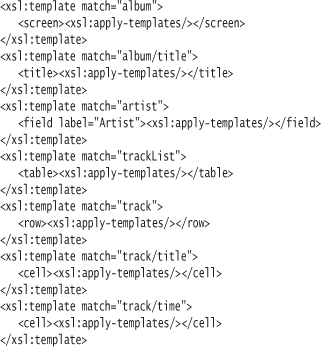 <xsl:template match="album">
   <screen><xsl:apply-templates/></screen>
</xsl:template>
<xsl:template match="album/title">
   <title><xsl:apply-templates/></title>
</xsl:template>
<xsl:template match="artist">
   <field label="Artist"><xsl:apply-templates/></field>
</xsl:template>
<xsl:template match="trackList">
   <table><xsl:apply-templates/></table>
</xsl:template>
<xsl:template match="track">
   <row><xsl:apply-templates/></row>
</xsl:template>
<xsl:template match="track/title">
   <cell><xsl:apply-templates/></cell>
</xsl:template>
<xsl:template match="track/time">
   <cell><xsl:apply-templates/></cell>
</xsl:template>